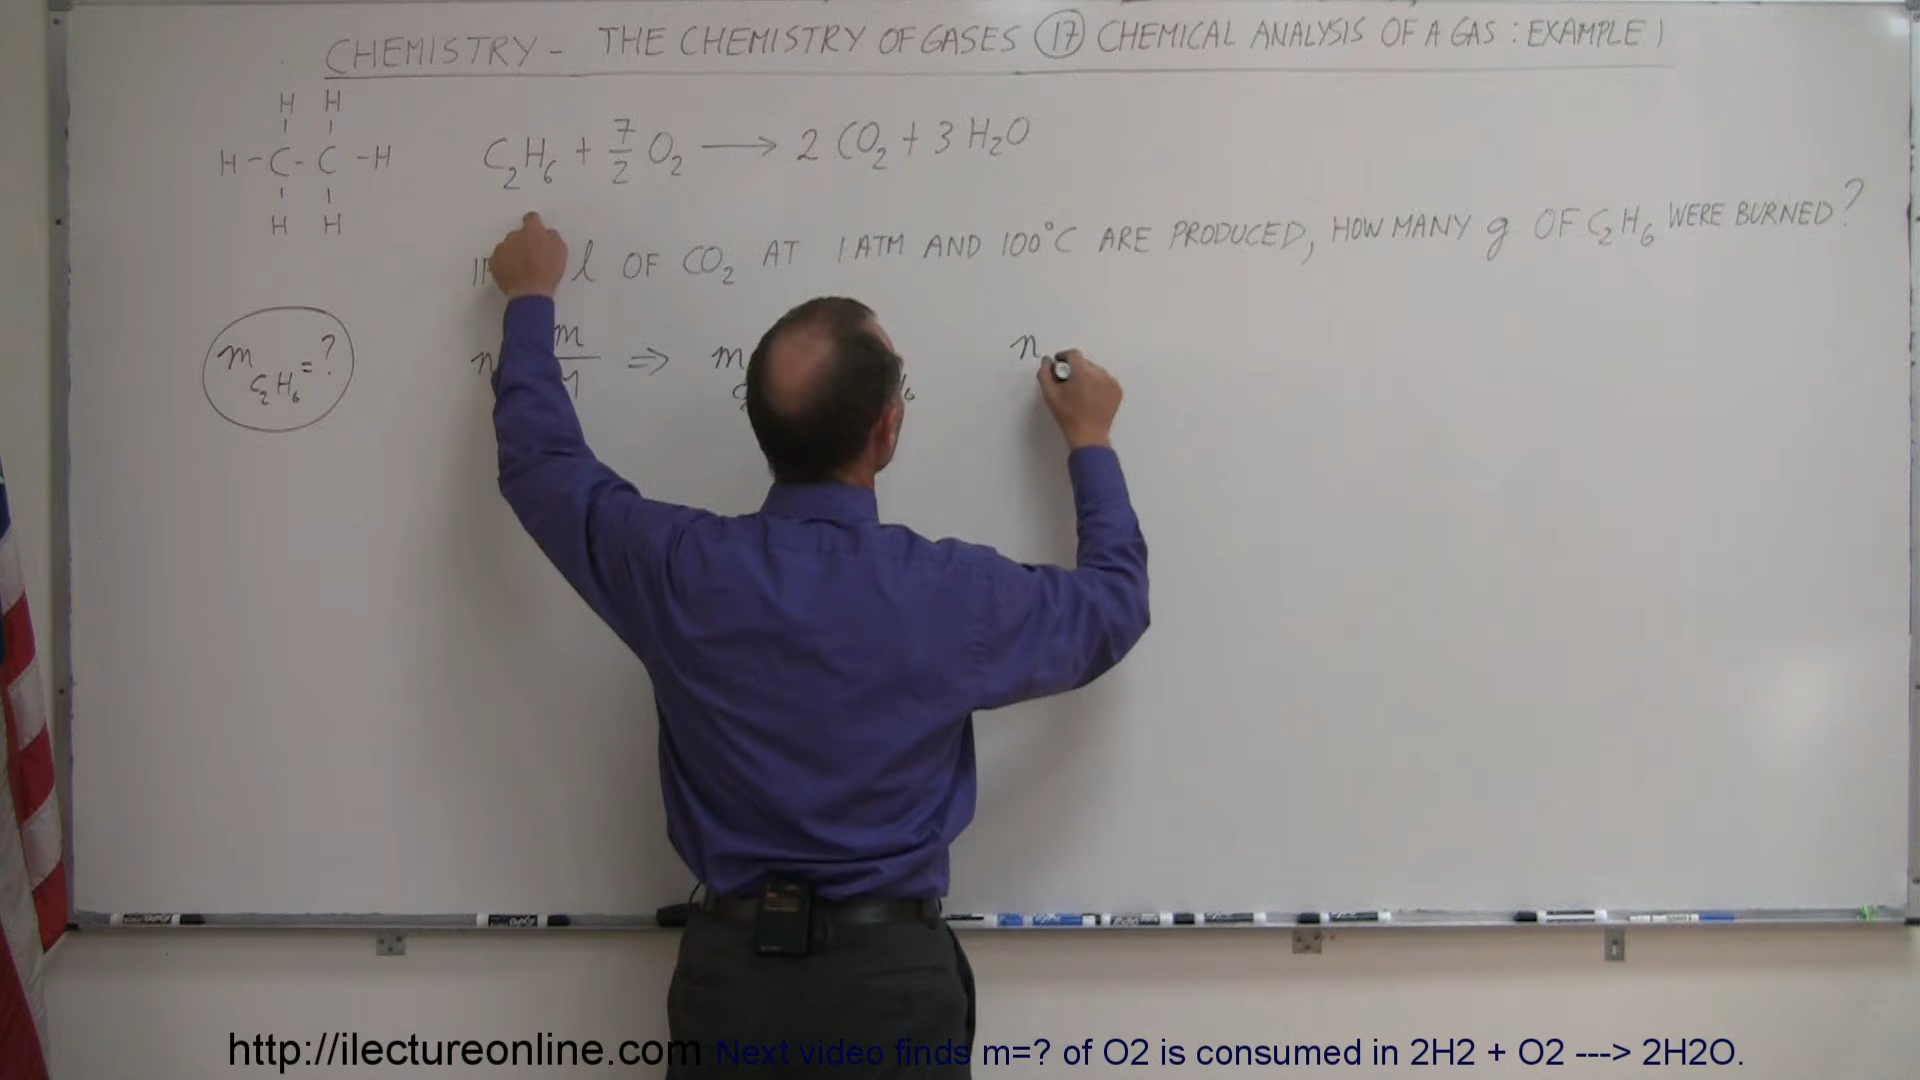 CHEMISTRY - THE CHEMISTRY OF GASES 17 CHEMICAL ANALYSIS OF A GAS : EXAMPLE 1
H H
H-C-C-H
H H
C2H6 + 7/2 O2 → 2 CO2 + 3 H2O
l OF CO2 AT 1 ATM AND 100°C ARE PRODUCED, HOW MANY g OF C2H6 WERE BURNED?
m C2H6 = ?
n m ⇒ m n
http://ilectureonline.com Next video finds m=? of O2 is consumed in 2H2 + O2 ---> 2H2O.